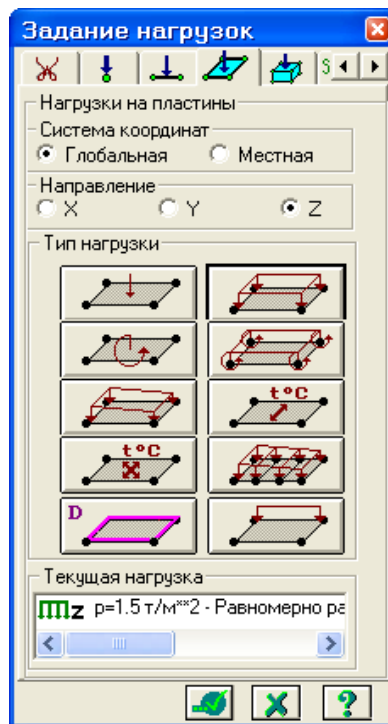 Задание нагрузок
S
Нагрузки на пластины
Система координат
Глобальная Местная
Направление
X Y Z
Тип нагрузки
t°C
t°C
D
Текущая нагрузка
z p=1.5 т/м**2 - Равномерно ра
?